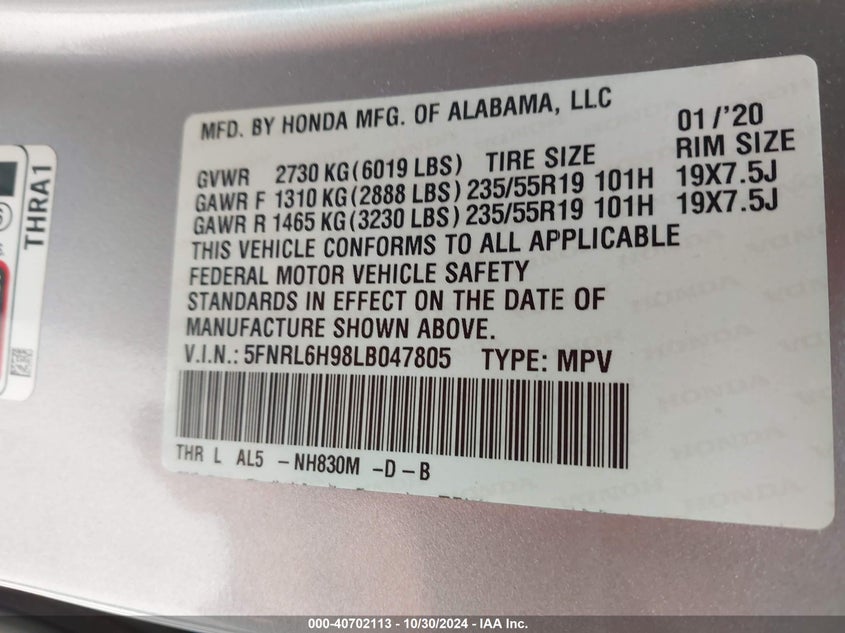 MFD. BY HONDA MFG. OF ALABAMA, LLC 01/'20
GVWR 2730 KG(6019 LBS) TIRE SIZE RIM SIZE
GAWR F 1310 KG(2888 LBS) 235/55R19 101H 19X7.5J
GAWR R 1465 KG(3230 LBS) 235/55R19 101H 19X7.5J
THIS VEHICLE CONFORMS TO ALL APPLICABLE
FEDERAL MOTOR VEHICLE SAFETY
STANDARDS IN EFFECT ON THE DATE OF
MANUFACTURE SHOWN ABOVE.
V.I.N.: 5FNRL6H98LB047805 TYPE: MPV
THR L AL5 -NH830M -D-B
THRA1
HONDA
000-40702113 - 10/30/2024 - IAA Inc.